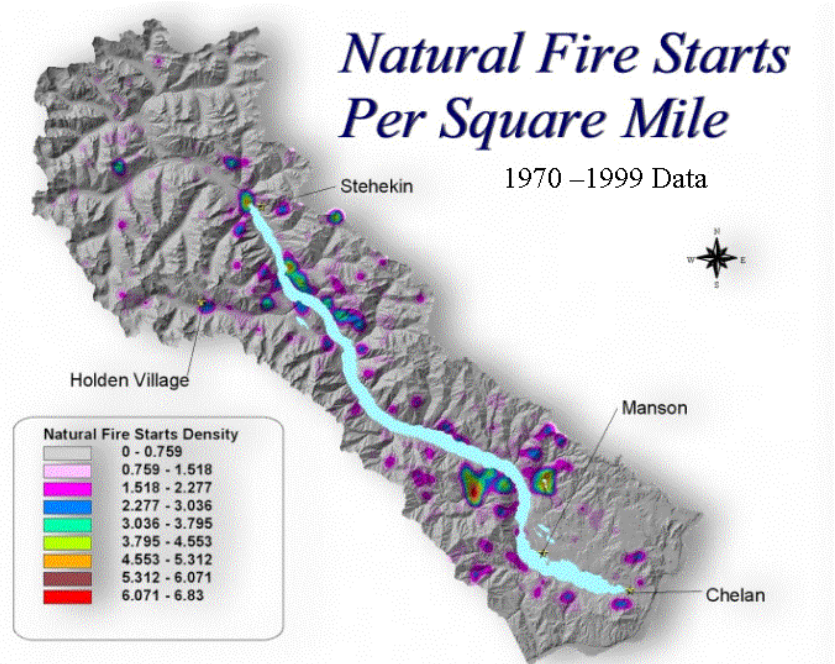 Natural Fire Starts
Per Square Mile
1970 –1999 Data
Stehekin
N
W E
S
Holden Village
Manson
Natural Fire Starts Density
0 - 0.759
0.759 - 1.518
1.518 - 2.277
2.277 - 3.036
3.036 - 3.795
3.795 - 4.553
4.553 - 5.312
5.312 - 6.071
6.071 - 6.83
Chelan